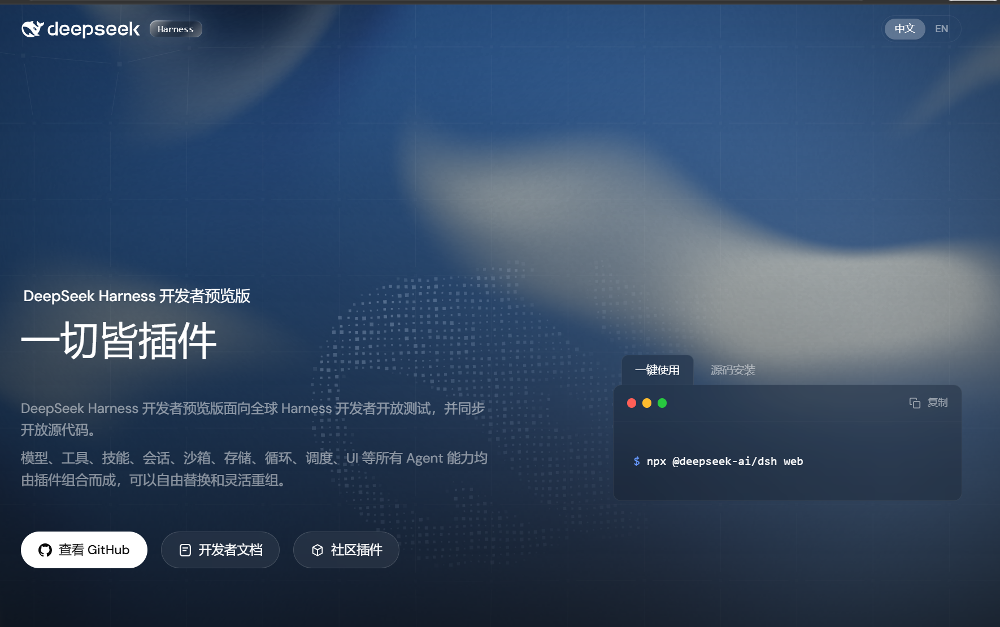 deepseek Harness
中文 EN
DeepSeek Harness 开发者预览版
一切皆插件
DeepSeek Harness 开发者预览版面向全球 Harness 开发者开放测试，并同步
开放源代码。
模型、工具、技能、会话、沙箱、存储、循环、调度、UI 等所有 Agent 能力均
由插件组合而成，可以自由替换和灵活重组。
查看 GitHub 开发者文档 社区插件
一键使用 源码安装
复制
$ npx @deepseek-ai/dsh web